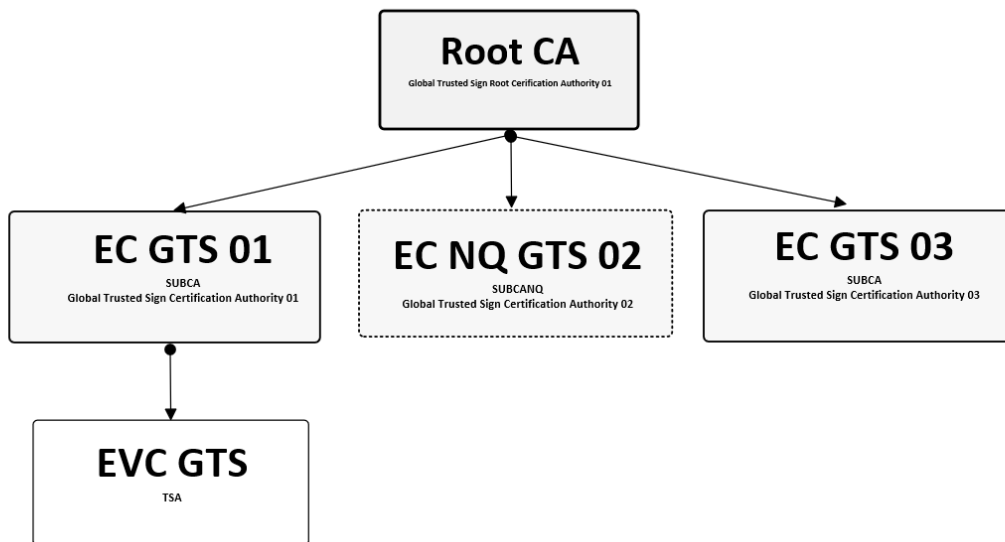 Root CA
Global Trusted Sign Root Cerification Authority 01
EC GTS 01
SUBCA
Global Trusted Sign Certification Authority 01
EC NQ GTS 02
SUBCANQ
Global Trusted Sign Certification Authority 02
EC GTS 03
SUBCA
Global Trusted Sign Certification Authority 03
EVC GTS
TSA